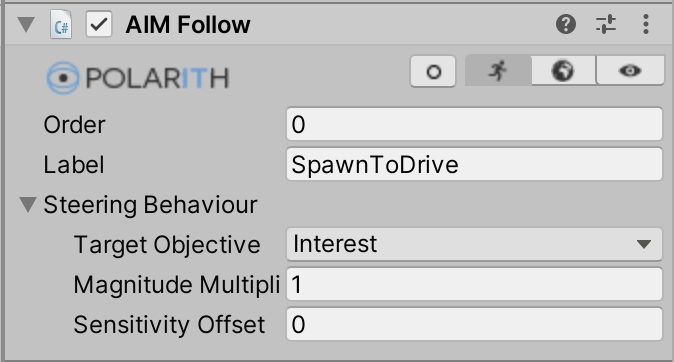 C#
AIM Follow
POLARITH
Order 0
Label SpawnToDrive
Steering Behaviour
Target Objective Interest
Magnitude Multipli 1
Sensitivity Offset 0